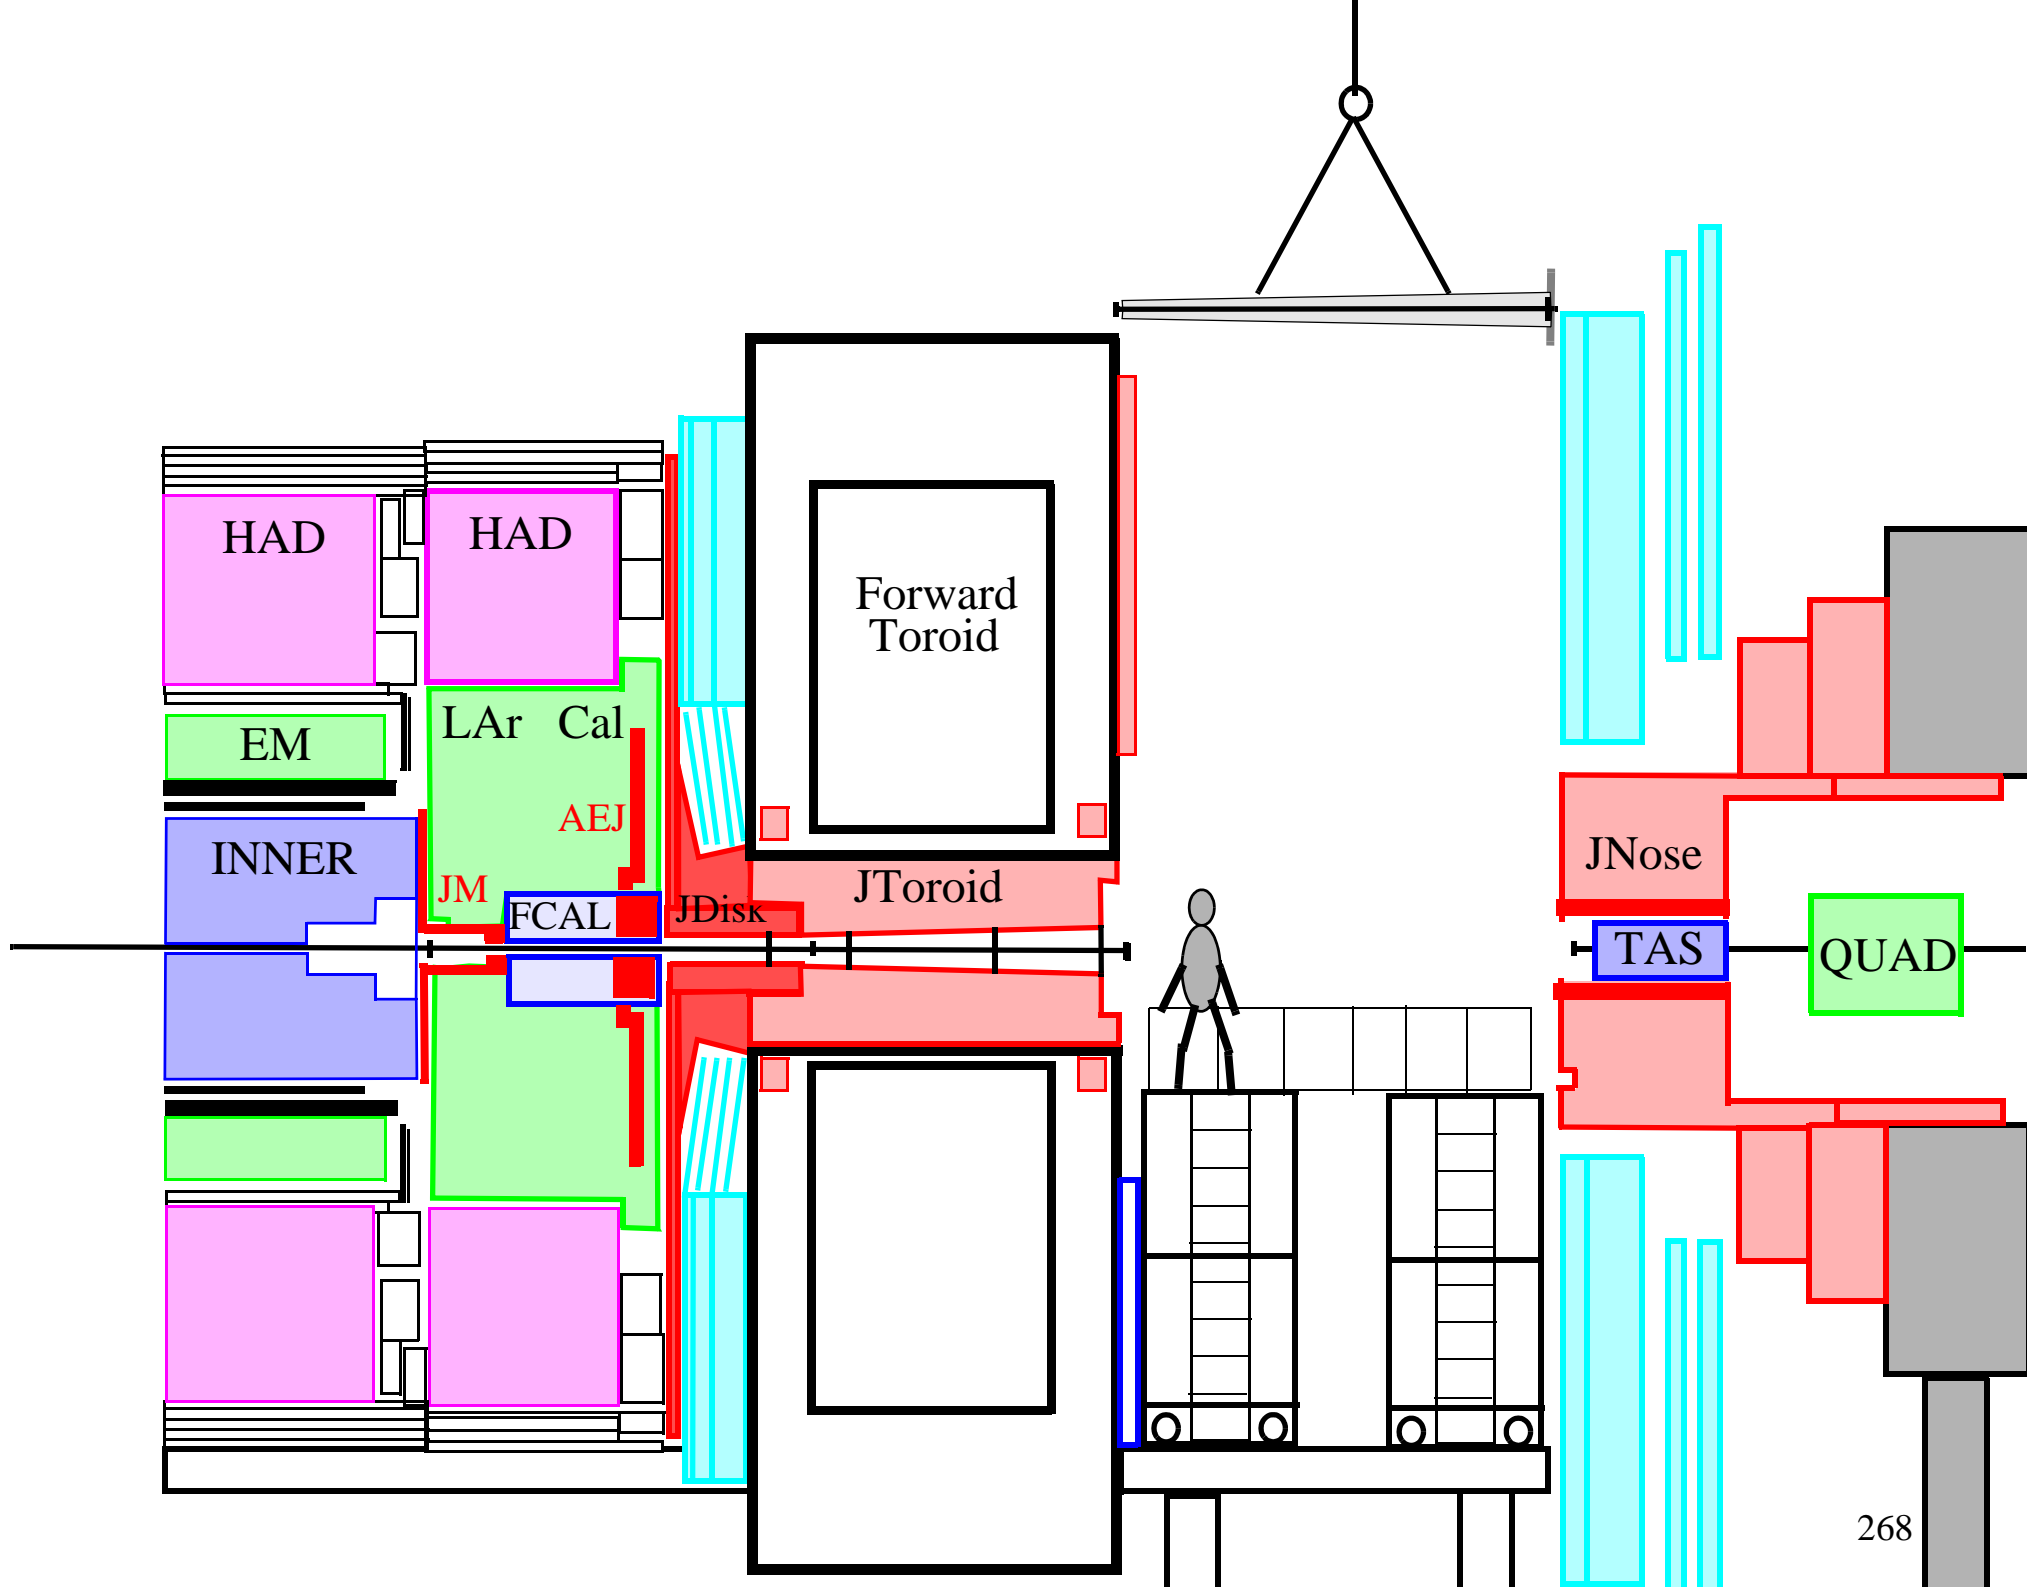 HAD
HAD
Forward
Toroid
LAr Cal
EM
AEJ
INNER
JM
FCAL
JDisk
JToroid
JNose
TAS
QUAD
268